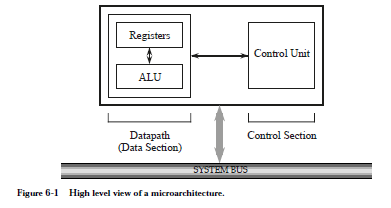 Registers
ALU
Control Unit
Datapath
(Data Section)
Control Section
SYSTEM BUS
Figure 6-1 High level view of a microarchitecture.